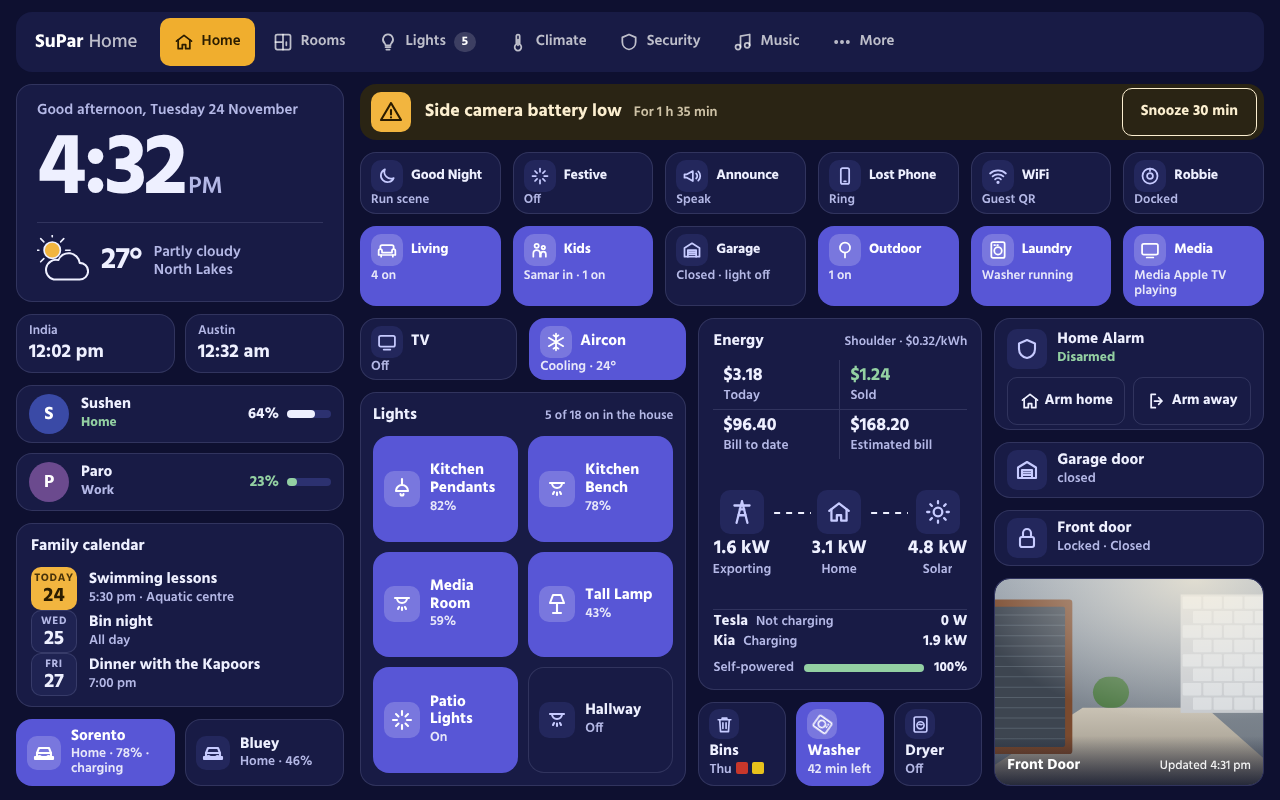 SuPar Home
Home
Rooms
Lights 5
Climate
Security
Music
More
Good afternoon, Tuesday 24 November
4:32 PM
27° Partly cloudy
North Lakes
India
12:02 pm
Austin
12:32 am
S Sushen
Home
64%
P Paro
Work
23%
Family calendar
TODAY
24
Swimming lessons
5:30 pm · Aquatic centre
WED
25
Bin night
All day
FRI
27
Dinner with the Kapoors
7:00 pm
Sorento
Home · 78% ·
charging
Bluey
Home · 46%
Side camera battery low For 1 h 35 min
Snooze 30 min
Good Night
Run scene
Festive
Off
Announce
Speak
Lost Phone
Ring
WiFi
Guest QR
Robbie
Docked
Living
4 on
Kids
Samar in · 1 on
Garage
Closed · light off
Outdoor
1 on
Laundry
Washer running
Media
Media Apple TV
playing
TV
Off
Aircon
Cooling · 24°
Lights
5 of 18 on in the house
Kitchen
Pendants
82%
Kitchen
Bench
78%
Media
Room
59%
Tall Lamp
43%
Patio
Lights
On
Hallway
Off
Energy
Shoulder · $0.32/kWh
$3.18
Today
$1.24
Sold
$96.40
Bill to date
$168.20
Estimated bill
1.6 kW
Exporting
3.1 kW
Home
4.8 kW
Solar
Tesla Not charging 0 W
Kia Charging 1.9 kW
Self-powered 100%
Bins
Thu
Washer
42 min left
Dryer
Off
Home Alarm
Disarmed
Arm home
Arm away
Garage door
closed
Front door
Locked · Closed
Front Door
Updated 4:31 pm